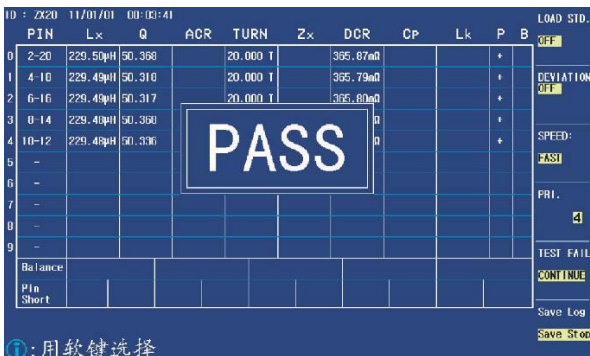 ID : ZX20 11/01/01 00:03:41
PIN Lx Q ACR TURN Zx DCR CP Lk P B
0 2-20 229.50μH 50.368 20.000 T 365.87mΩ +
1 4-18 229.49μH 50.318 20.000 T 365.79mΩ +
2 6-16 229.49μH 50.317 20.000 T 365.80mΩ +
3 8-14 229.48μH 50.368 Ω +
4 10-12 229.48μH 50.336 Ω +
5 -
6 -
7 -
8 -
9 -
PASS
Balance
Pin
Short
LOAD STD.
OFF
DEVIATION
OFF
SPEED:
FAST
PRI.
4
TEST FAIL
CONTINUE
Save Log
Save Stop
i:用软键选择